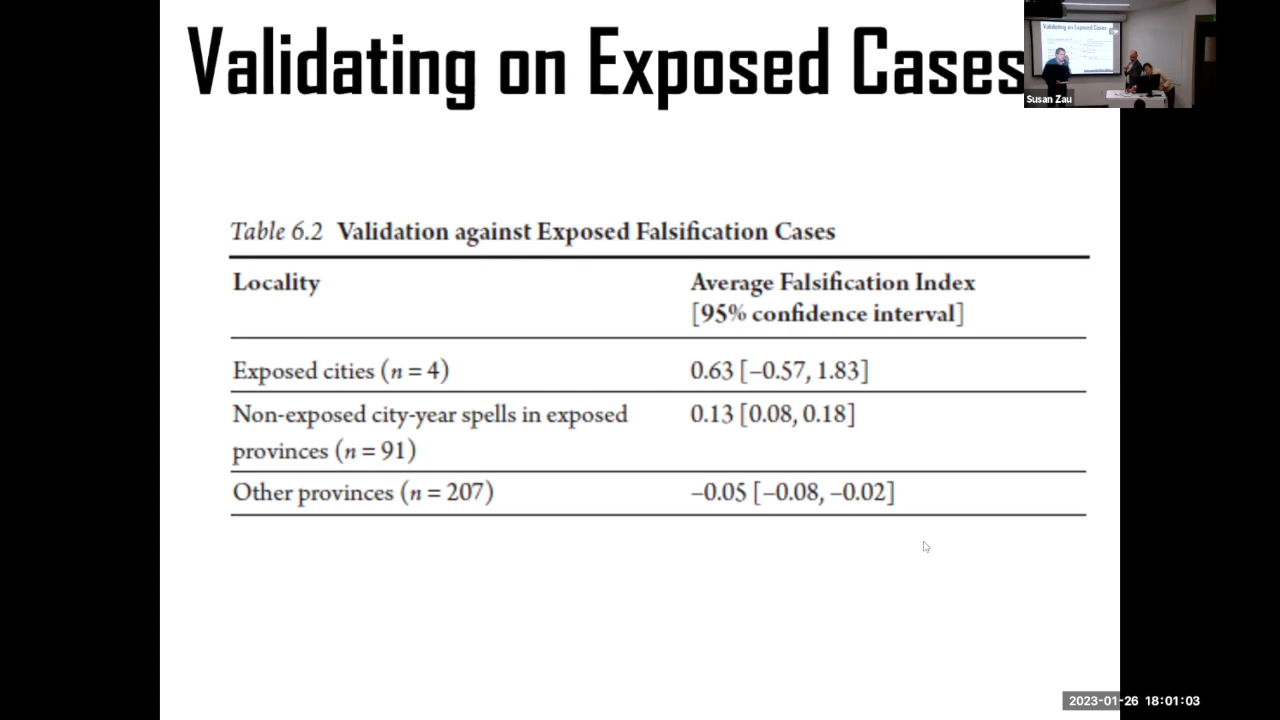 Validating on Exposed Cases
Susan Zau
Table 6.2 Validation against Exposed Falsification Cases
Locality
Average Falsification Index
[95% confidence interval]
Exposed cities (n = 4)
0.63 [–0.57, 1.83]
Non-exposed city-year spells in exposed
provinces (n = 91)
0.13 [0.08, 0.18]
Other provinces (n = 207)
–0.05 [–0.08, –0.02]
2023-01-26 18:01:03